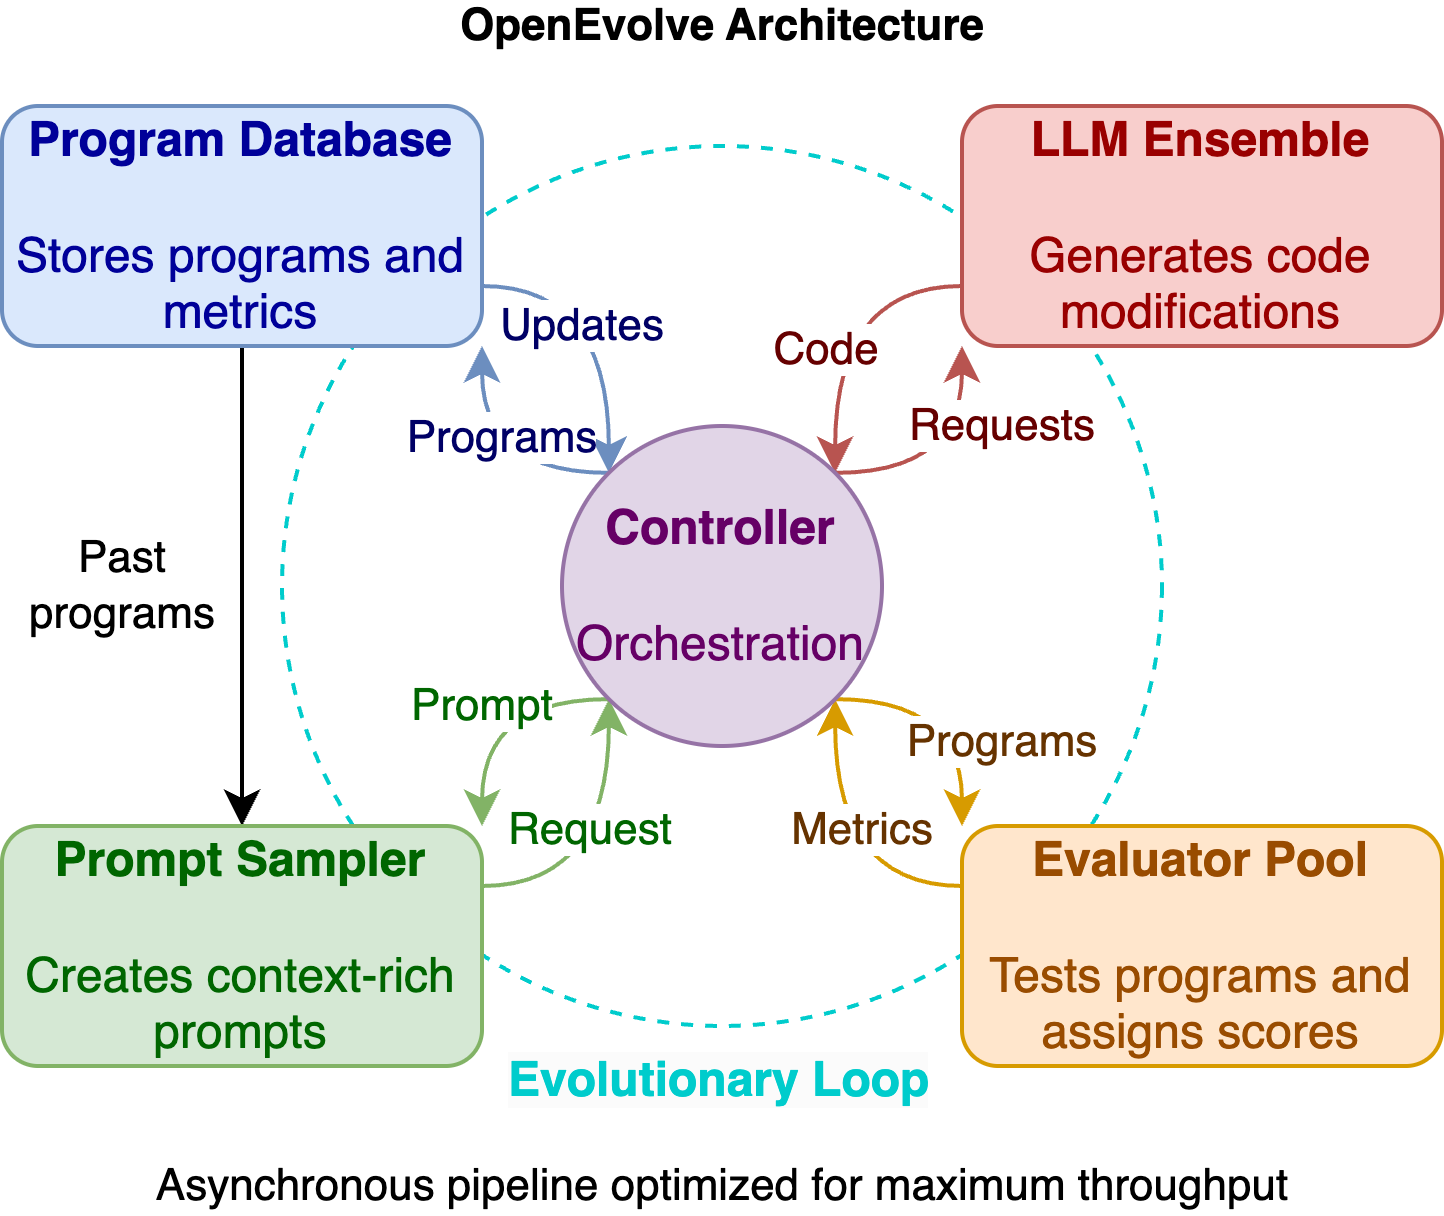 OpenEvolve Architecture
Program Database
Stores programs and
metrics
LLM Ensemble
Generates code
modifications
Updates
Programs
Code
Requests
Controller
Orchestration
Past
programs
Prompt
Request
Programs
Metrics
Prompt Sampler
Creates context-rich
prompts
Evaluator Pool
Tests programs and
assigns scores
Evolutionary Loop
Asynchronous pipeline optimized for maximum throughput